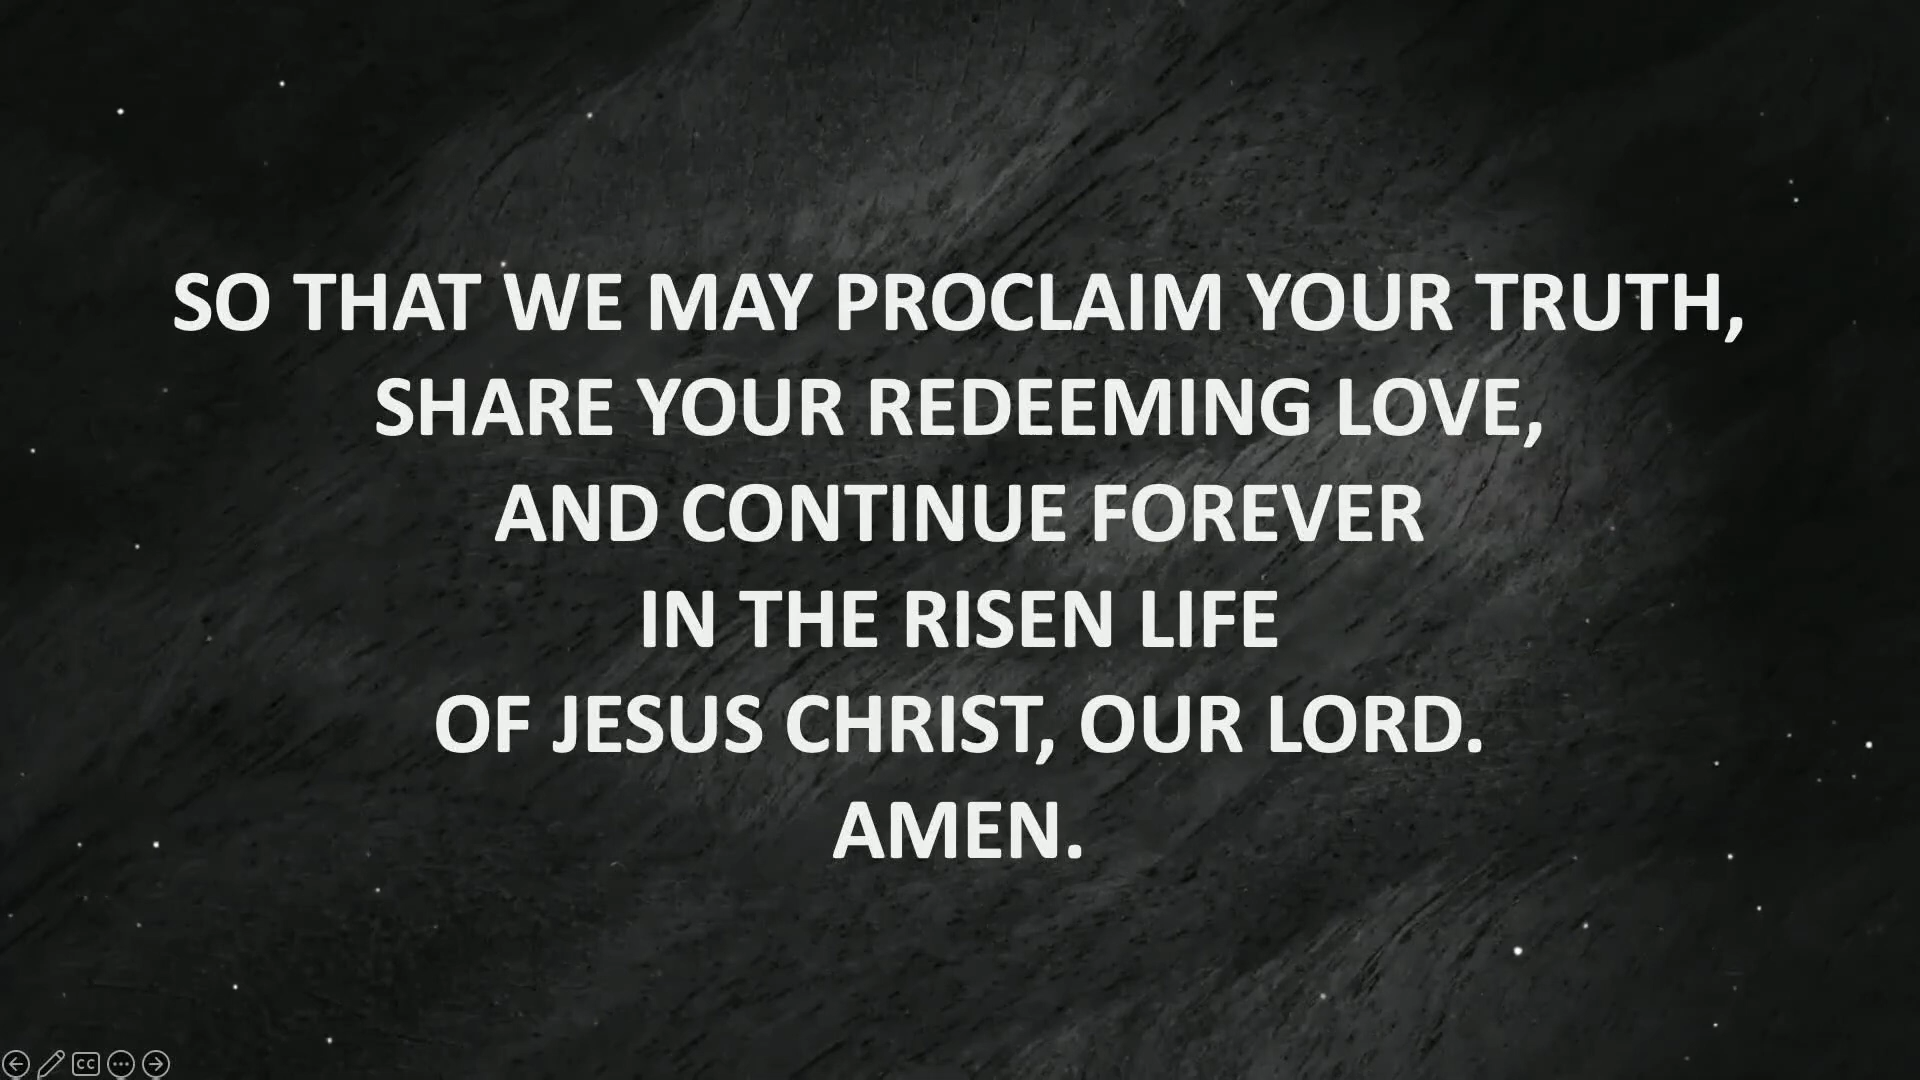 SO THAT WE MAY PROCLAIM YOUR TRUTH,
SHARE YOUR REDEEMING LOVE,
AND CONTINUE FOREVER
IN THE RISEN LIFE
OF JESUS CHRIST, OUR LORD.
AMEN.
CC